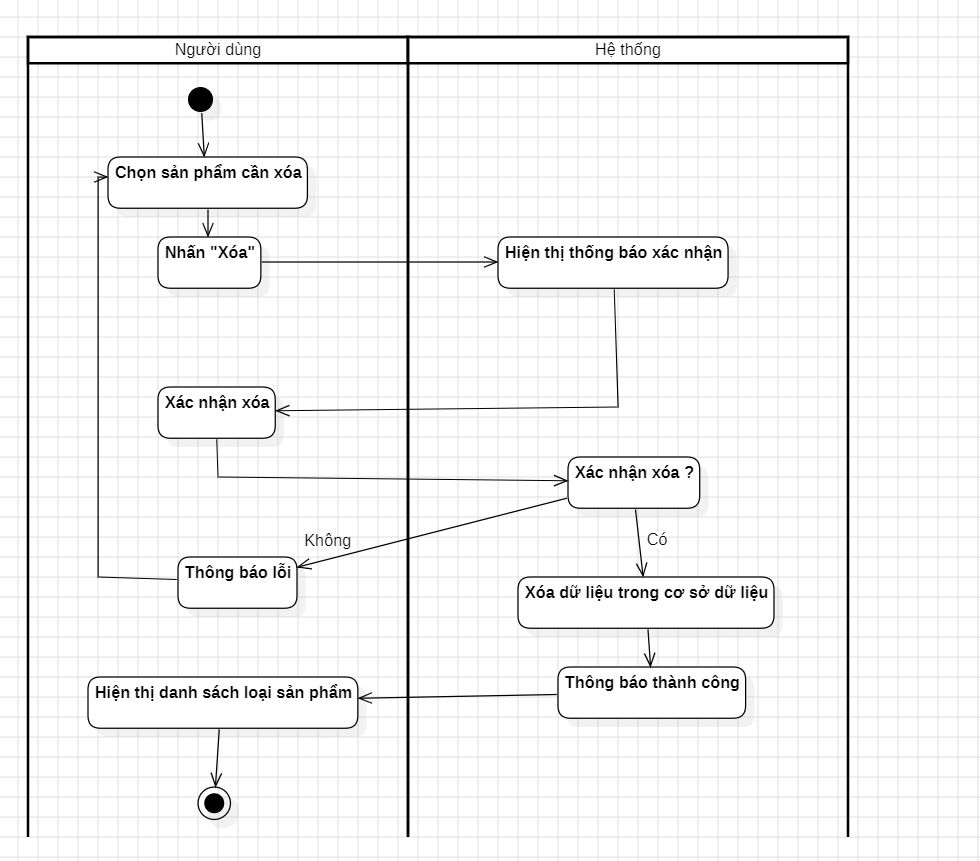 Người dùng
Hệ thống
Chọn sản phẩm cần xóa
Nhấn "Xóa"
Hiện thị thống báo xác nhận
Xác nhận xóa
Xác nhận xóa ?
Không
Có
Thông báo lỗi
Xóa dữ liệu trong cơ sở dữ liệu
Thông báo thành công
Hiện thị danh sách loại sản phẩm